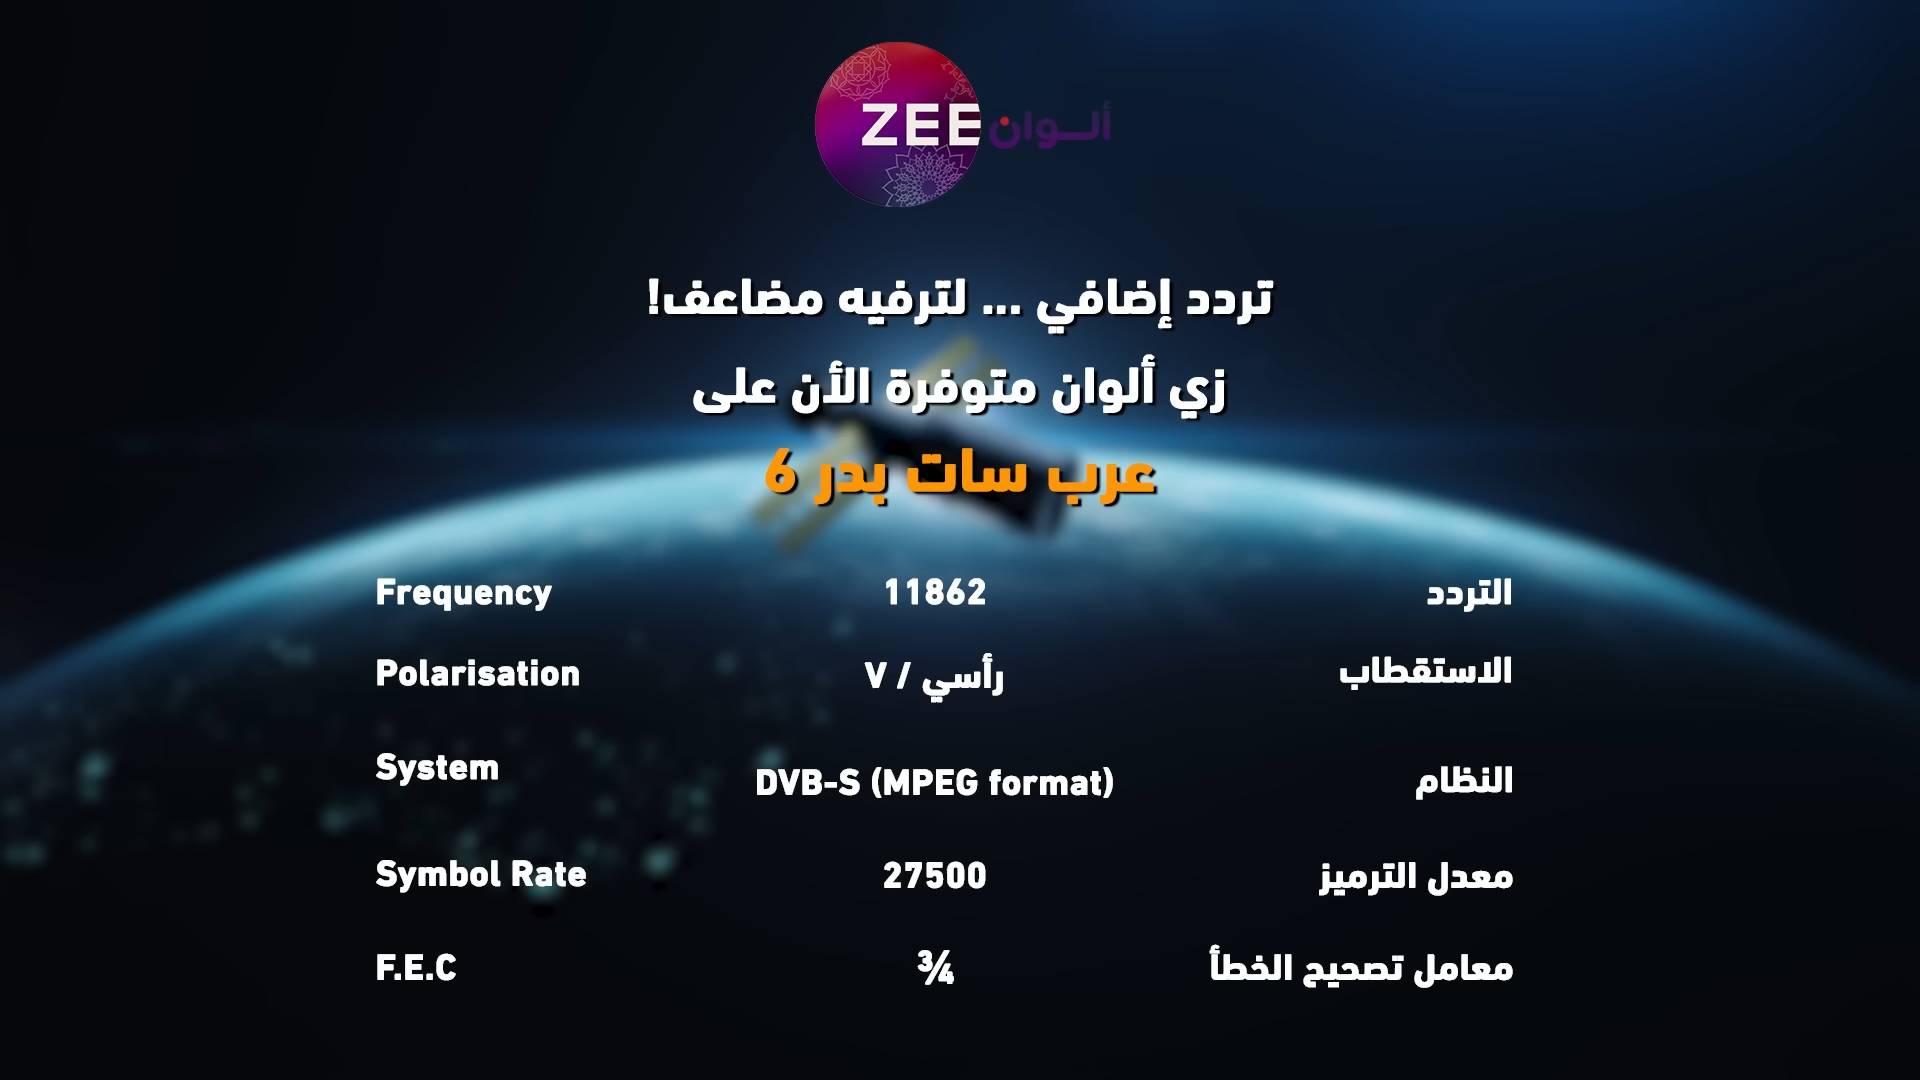 ZEE ألوان
تردد إضافي ... لترفيه مضاعف!
زي ألوان متوفرة الأن على
عرب سات بدر 6
Frequency 11862 التردد
Polarisation رأسي / V الاستقطاب
System DVB-S (MPEG format) النظام
Symbol Rate 27500 معدل الترميز
F.E.C ¾ معامل تصحيح الخطأ